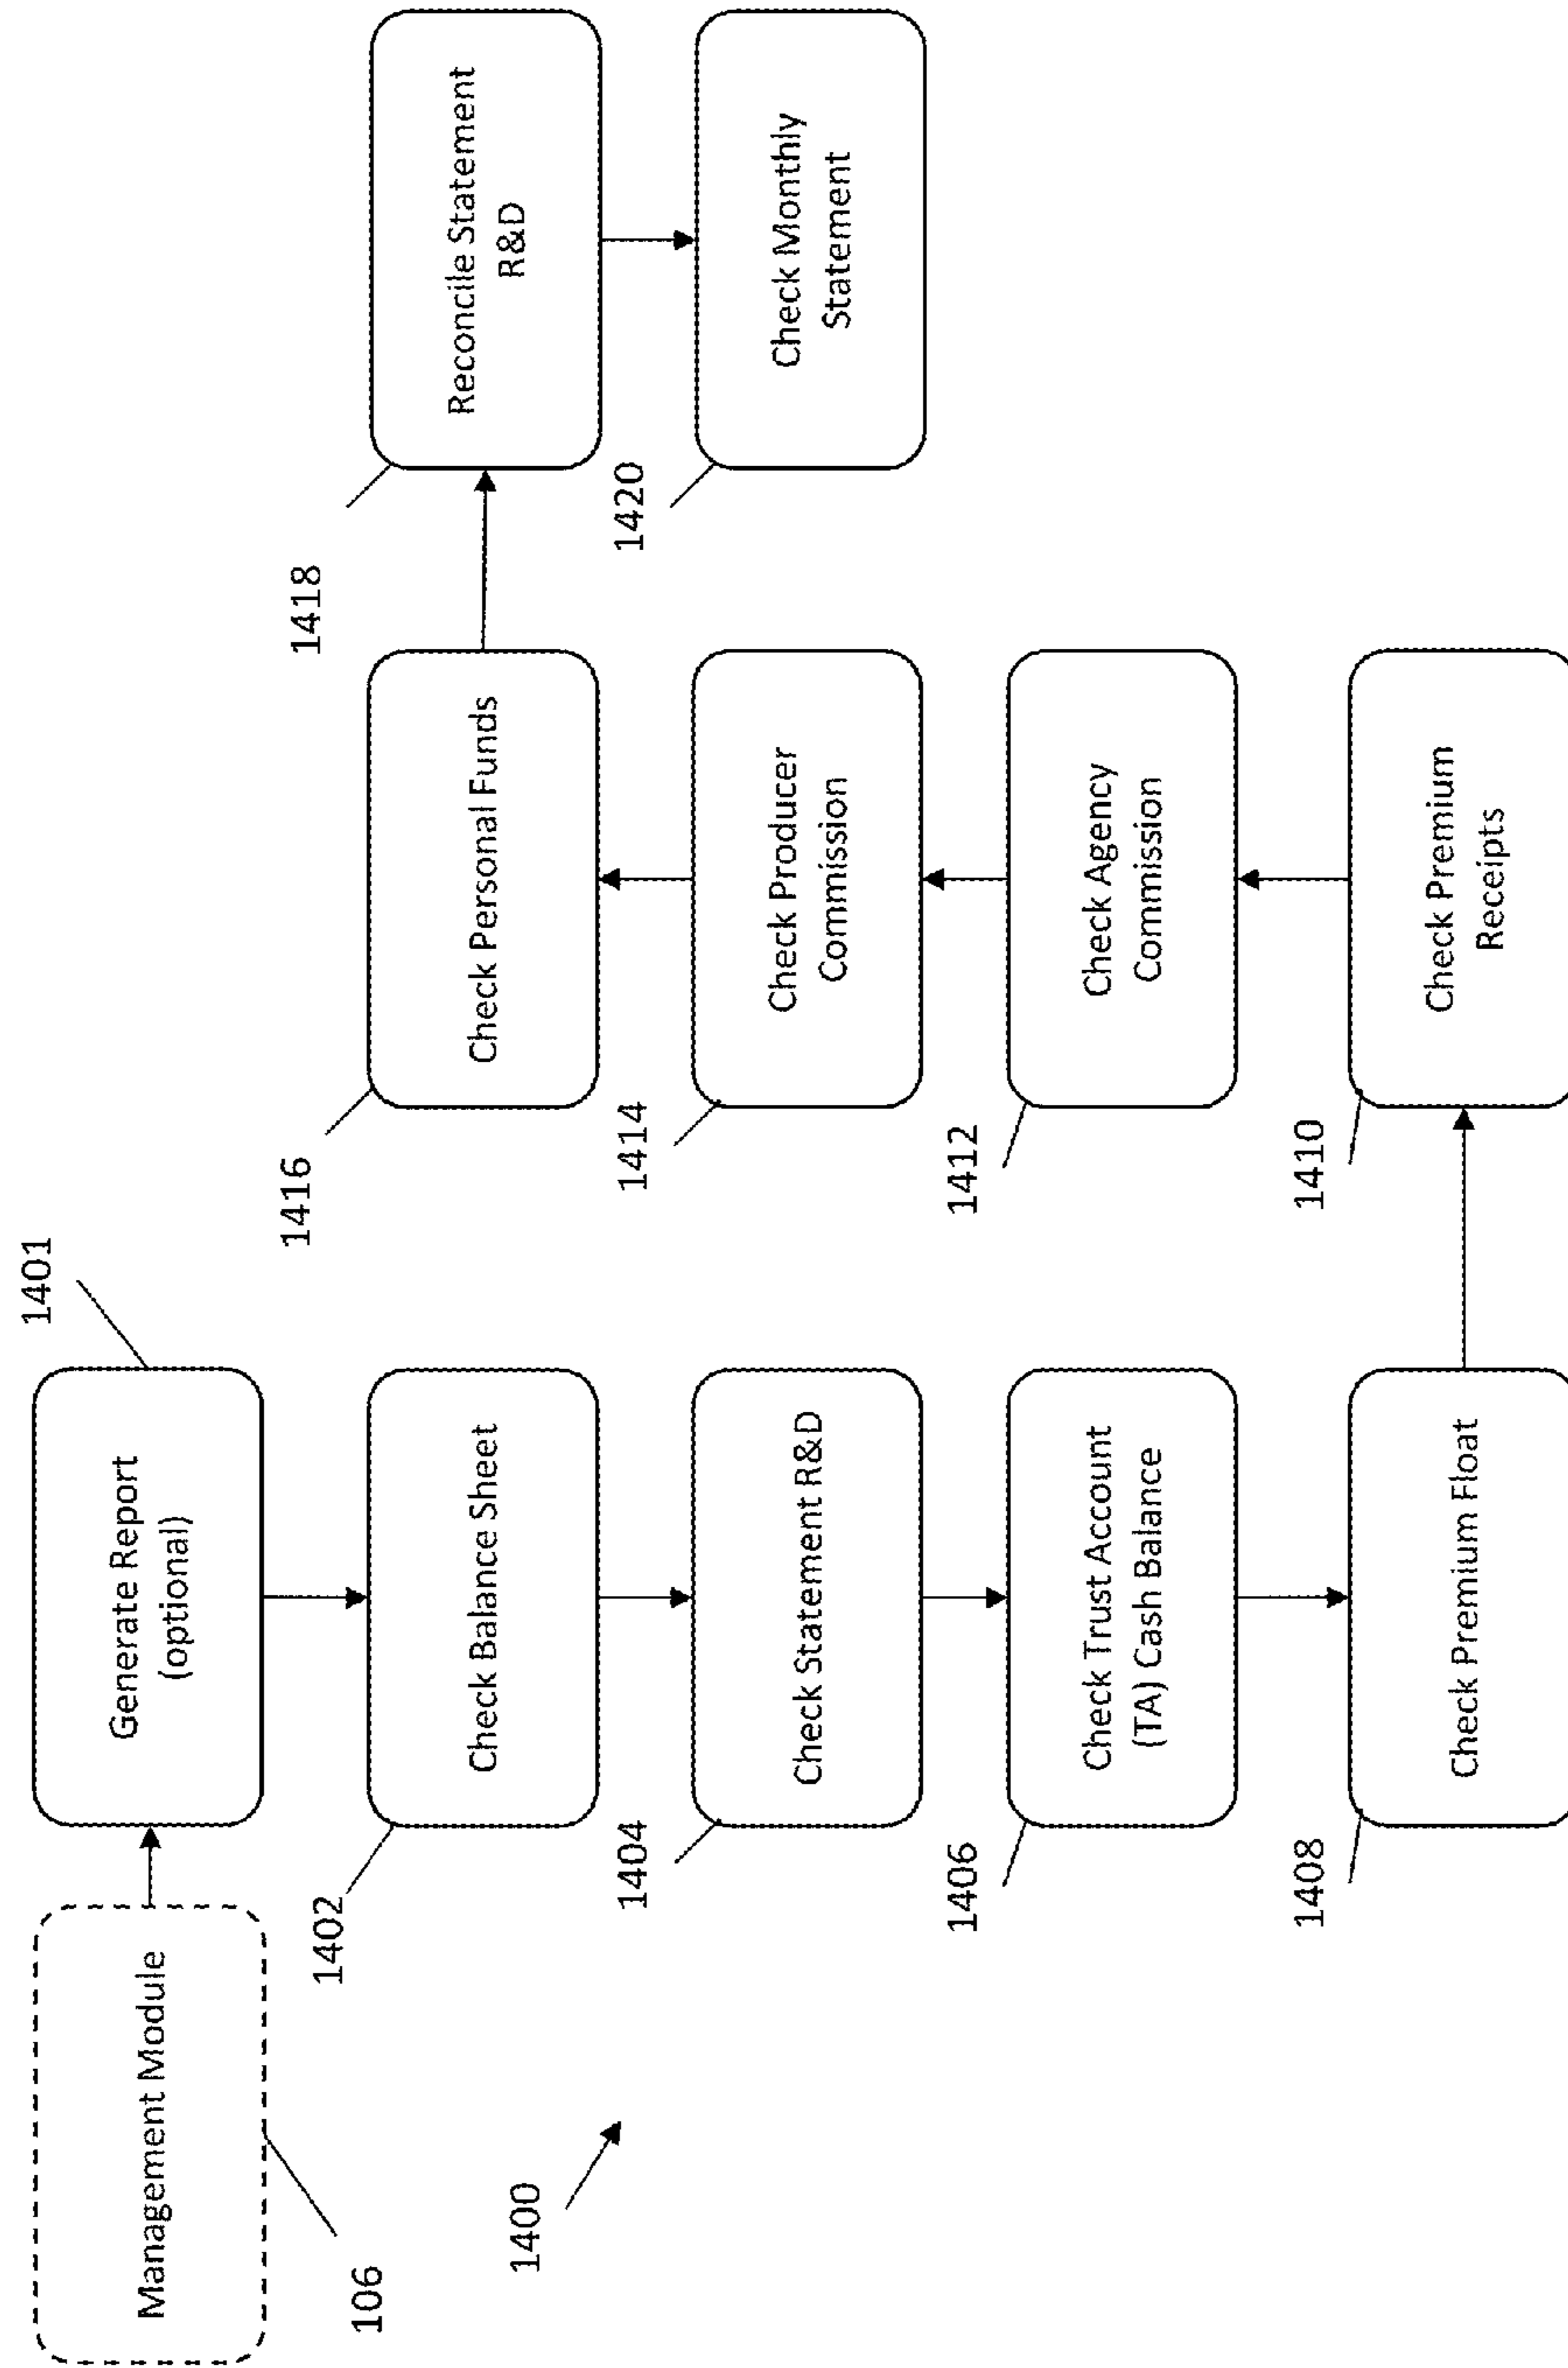 Management Module
106
1400
Generate Report
(optional)
1401
Check Balance Sheet
1402
Check Statement R&D
1404
Check Trust Account
(TA) Cash Balance
1406
Check Premium Float
1408
Check Premium
Receipts
1410
Check Agency
Commission
1412
Check Producer
Commission
1414
Check Personal Funds
1416
Reconcile Statement
R&D
1418
Check Monthly
Statement
1420